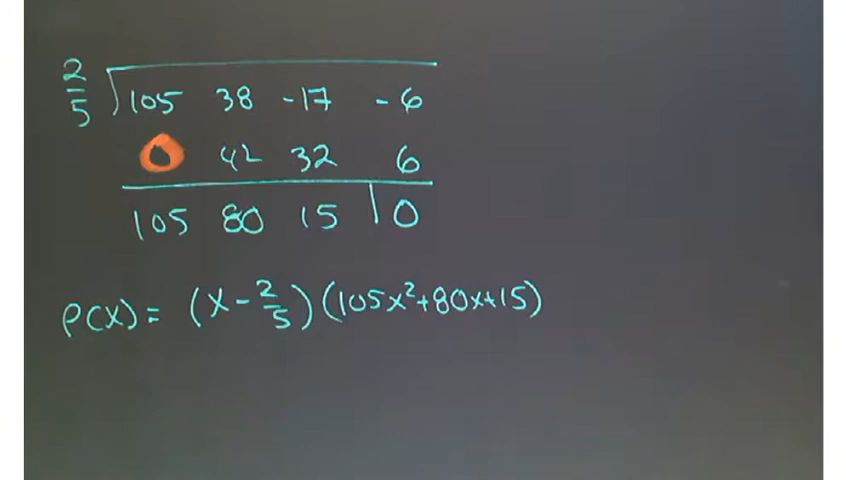 2/5 105 38 -17 -6
0 42 32 6
105 80 15 | 0
p(x) = (x - 2/5)(105x²+80x+15)